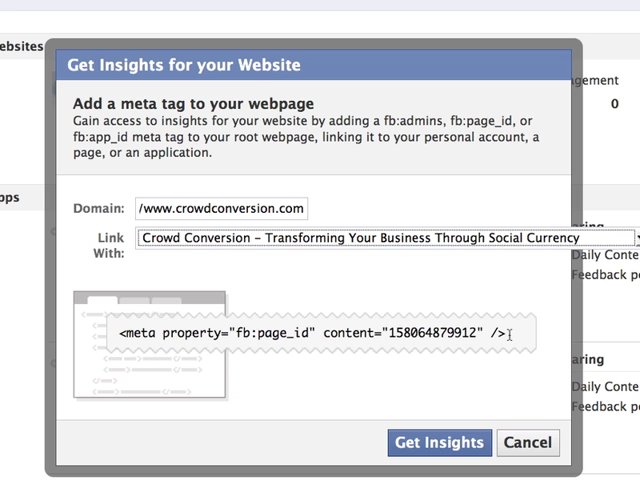 ebsites
Get Insights for your Website
gement
0
Add a meta tag to your webpage
Gain access to insights for your website by adding a fb:admins, fb:page_id, or
fb:app_id meta tag to your root webpage, linking it to your personal account, a
page, or an application.
pps
Domain: /www.crowdconversion.com
Link With: Crowd Conversion – Transforming Your Business Through Social Currency
ring
Daily Conte
Feedback pe
<meta property="fb:page_id" content="158064879912" />
aring
Daily Conte
Feedback pe
Get Insights Cancel